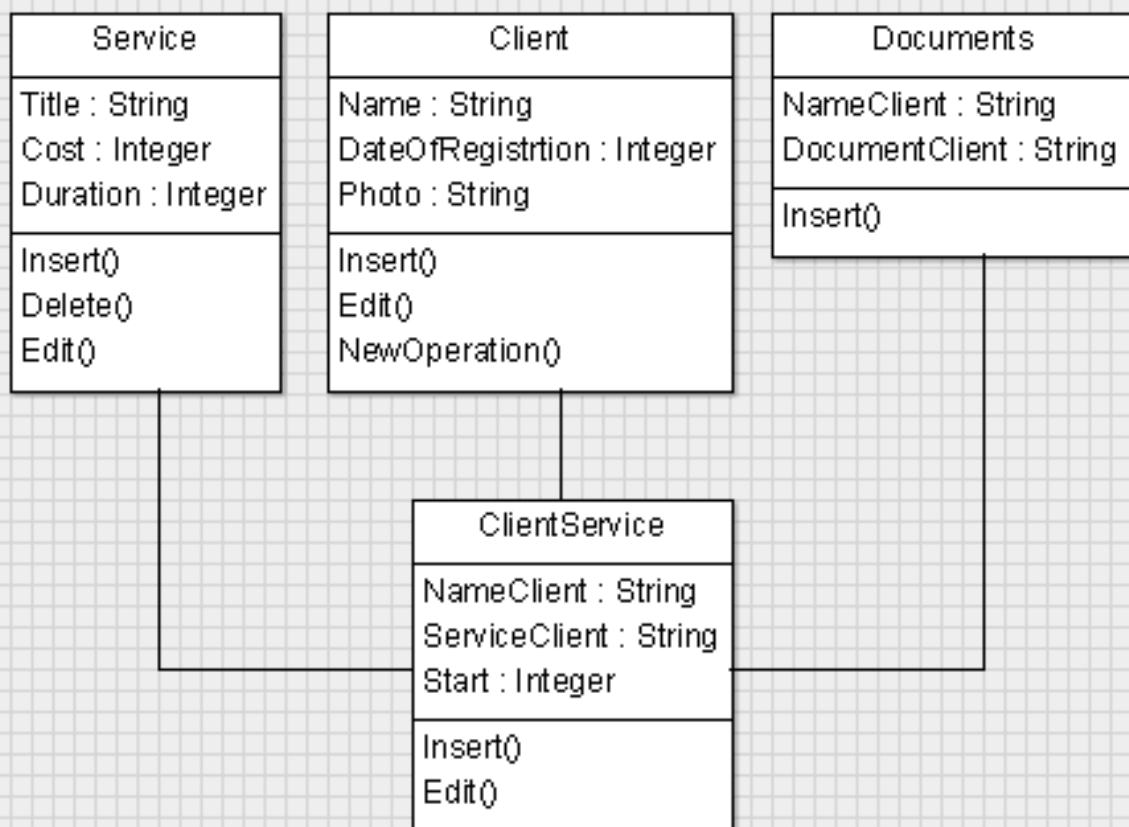 Service
Title : String
Cost : Integer
Duration : Integer
Insert()
Delete()
Edit()
Client
Name : String
DateOfRegistrtion : Integer
Photo : String
Insert()
Edit()
NewOperation()
Documents
NameClient : String
DocumentClient : String
Insert()
ClientService
NameClient : String
ServiceClient : String
Start : Integer
Insert()
Edit()